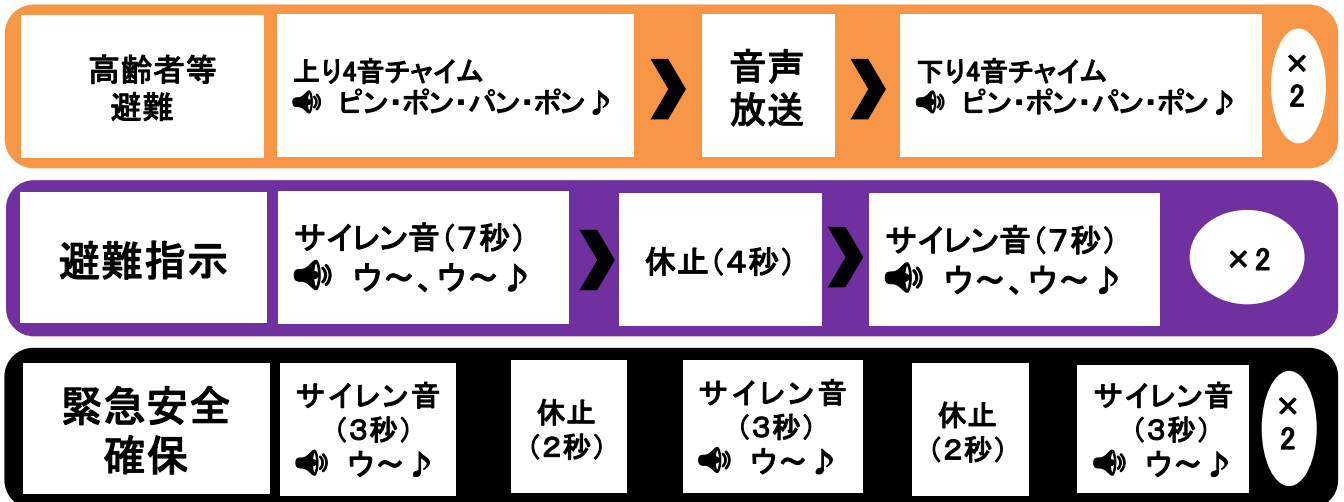 高齢者等
避難
上り4音チャイム
ピン・ポン・パン・ポン♪
音声
放送
下り4音チャイム
ピン・ポン・パン・ポン♪
×
2
避難指示
サイレン音(7秒)
ウ～、ウ～♪
休止(4秒)
サイレン音(7秒)
ウ～、ウ～♪
×2
緊急安全
確保
サイレン音
(3秒)
ウ～♪
休止
(2秒)
サイレン音
(3秒)
ウ～♪
休止
(2秒)
サイレン音
(3秒)
ウ～♪
×
2